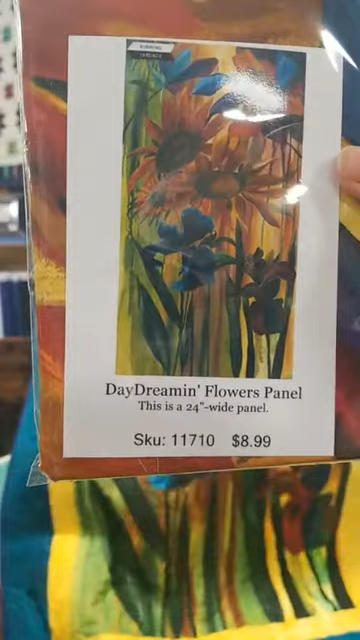 DayDreamin' Flowers Panel
This is a 24"-wide panel.
Sku: 11710 $8.99